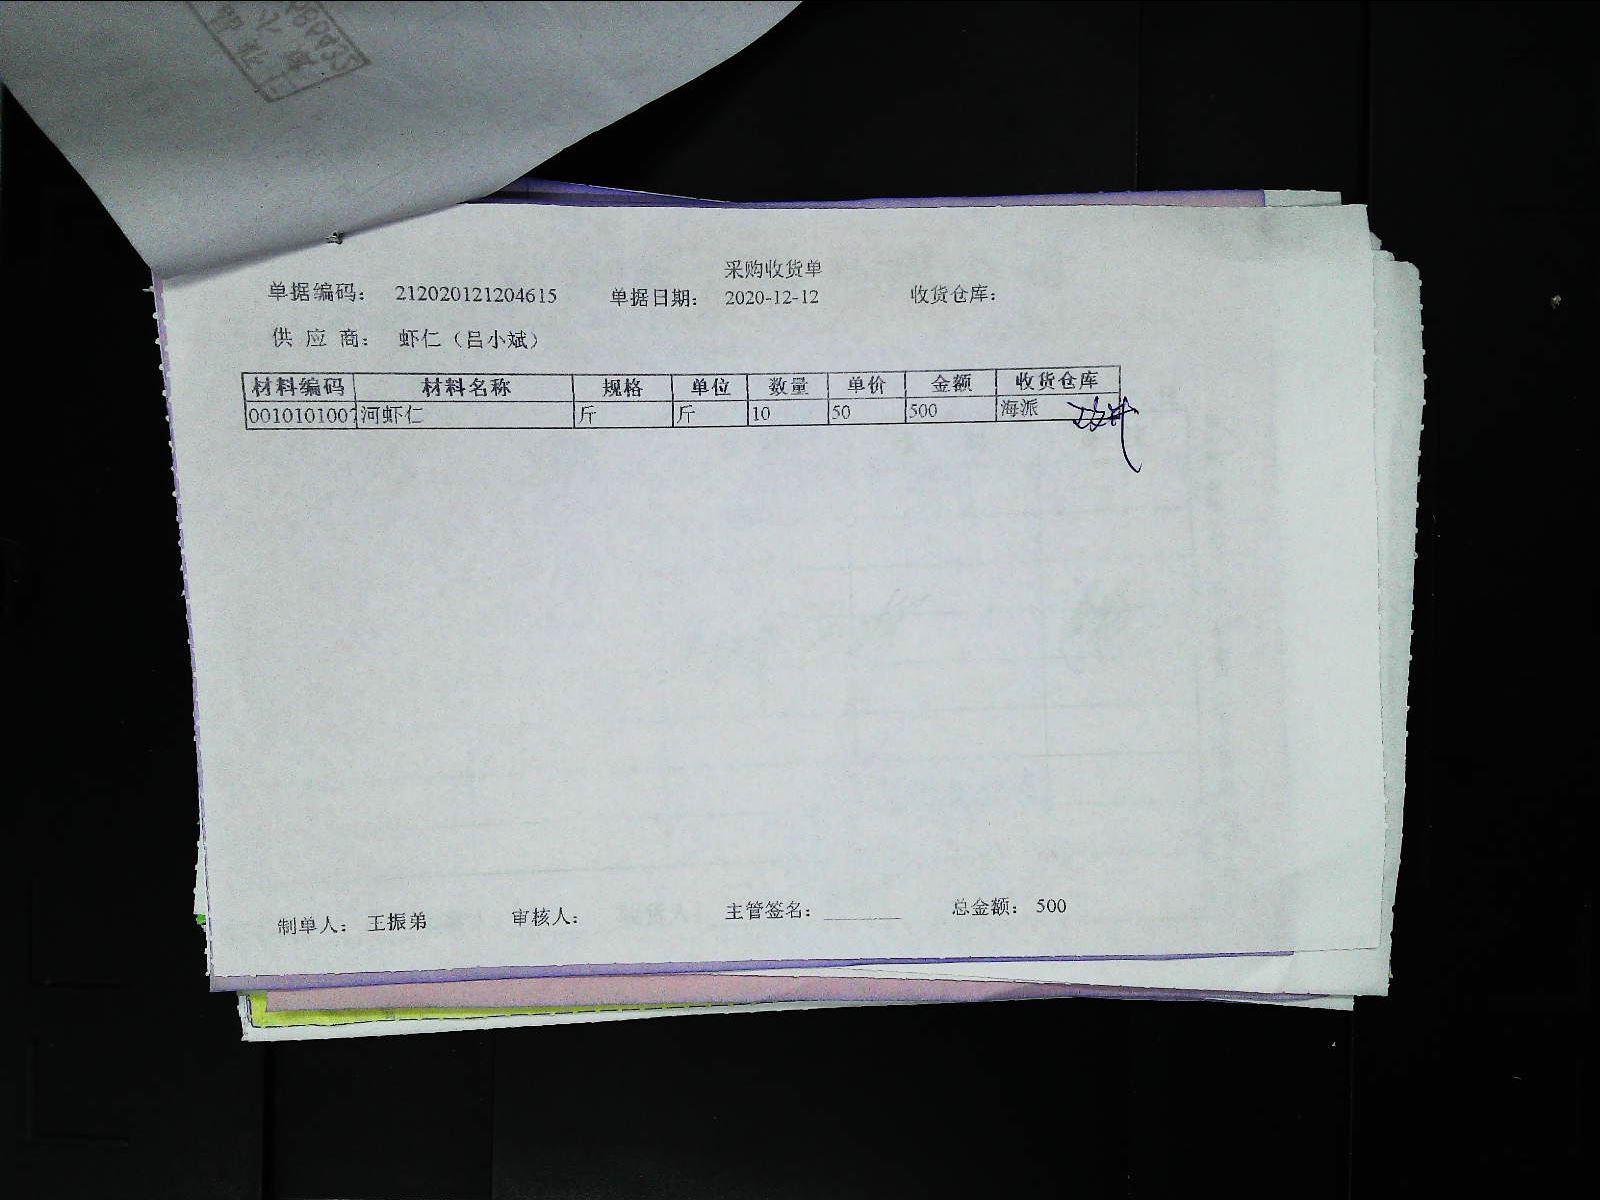 采购收货单
单据编码: 212020121204615 单据日期: 2020-12-12 收货仓库:
供 应 商: 虾仁（吕小斌）
材料编码 材料名称 规格 单位 数量 单价 金额 收货仓库
0010101007 河虾仁 斤 斤 10 50 500 海派
制单人: 王振弟 审核人: 主管签名: ________ 总金额: 500